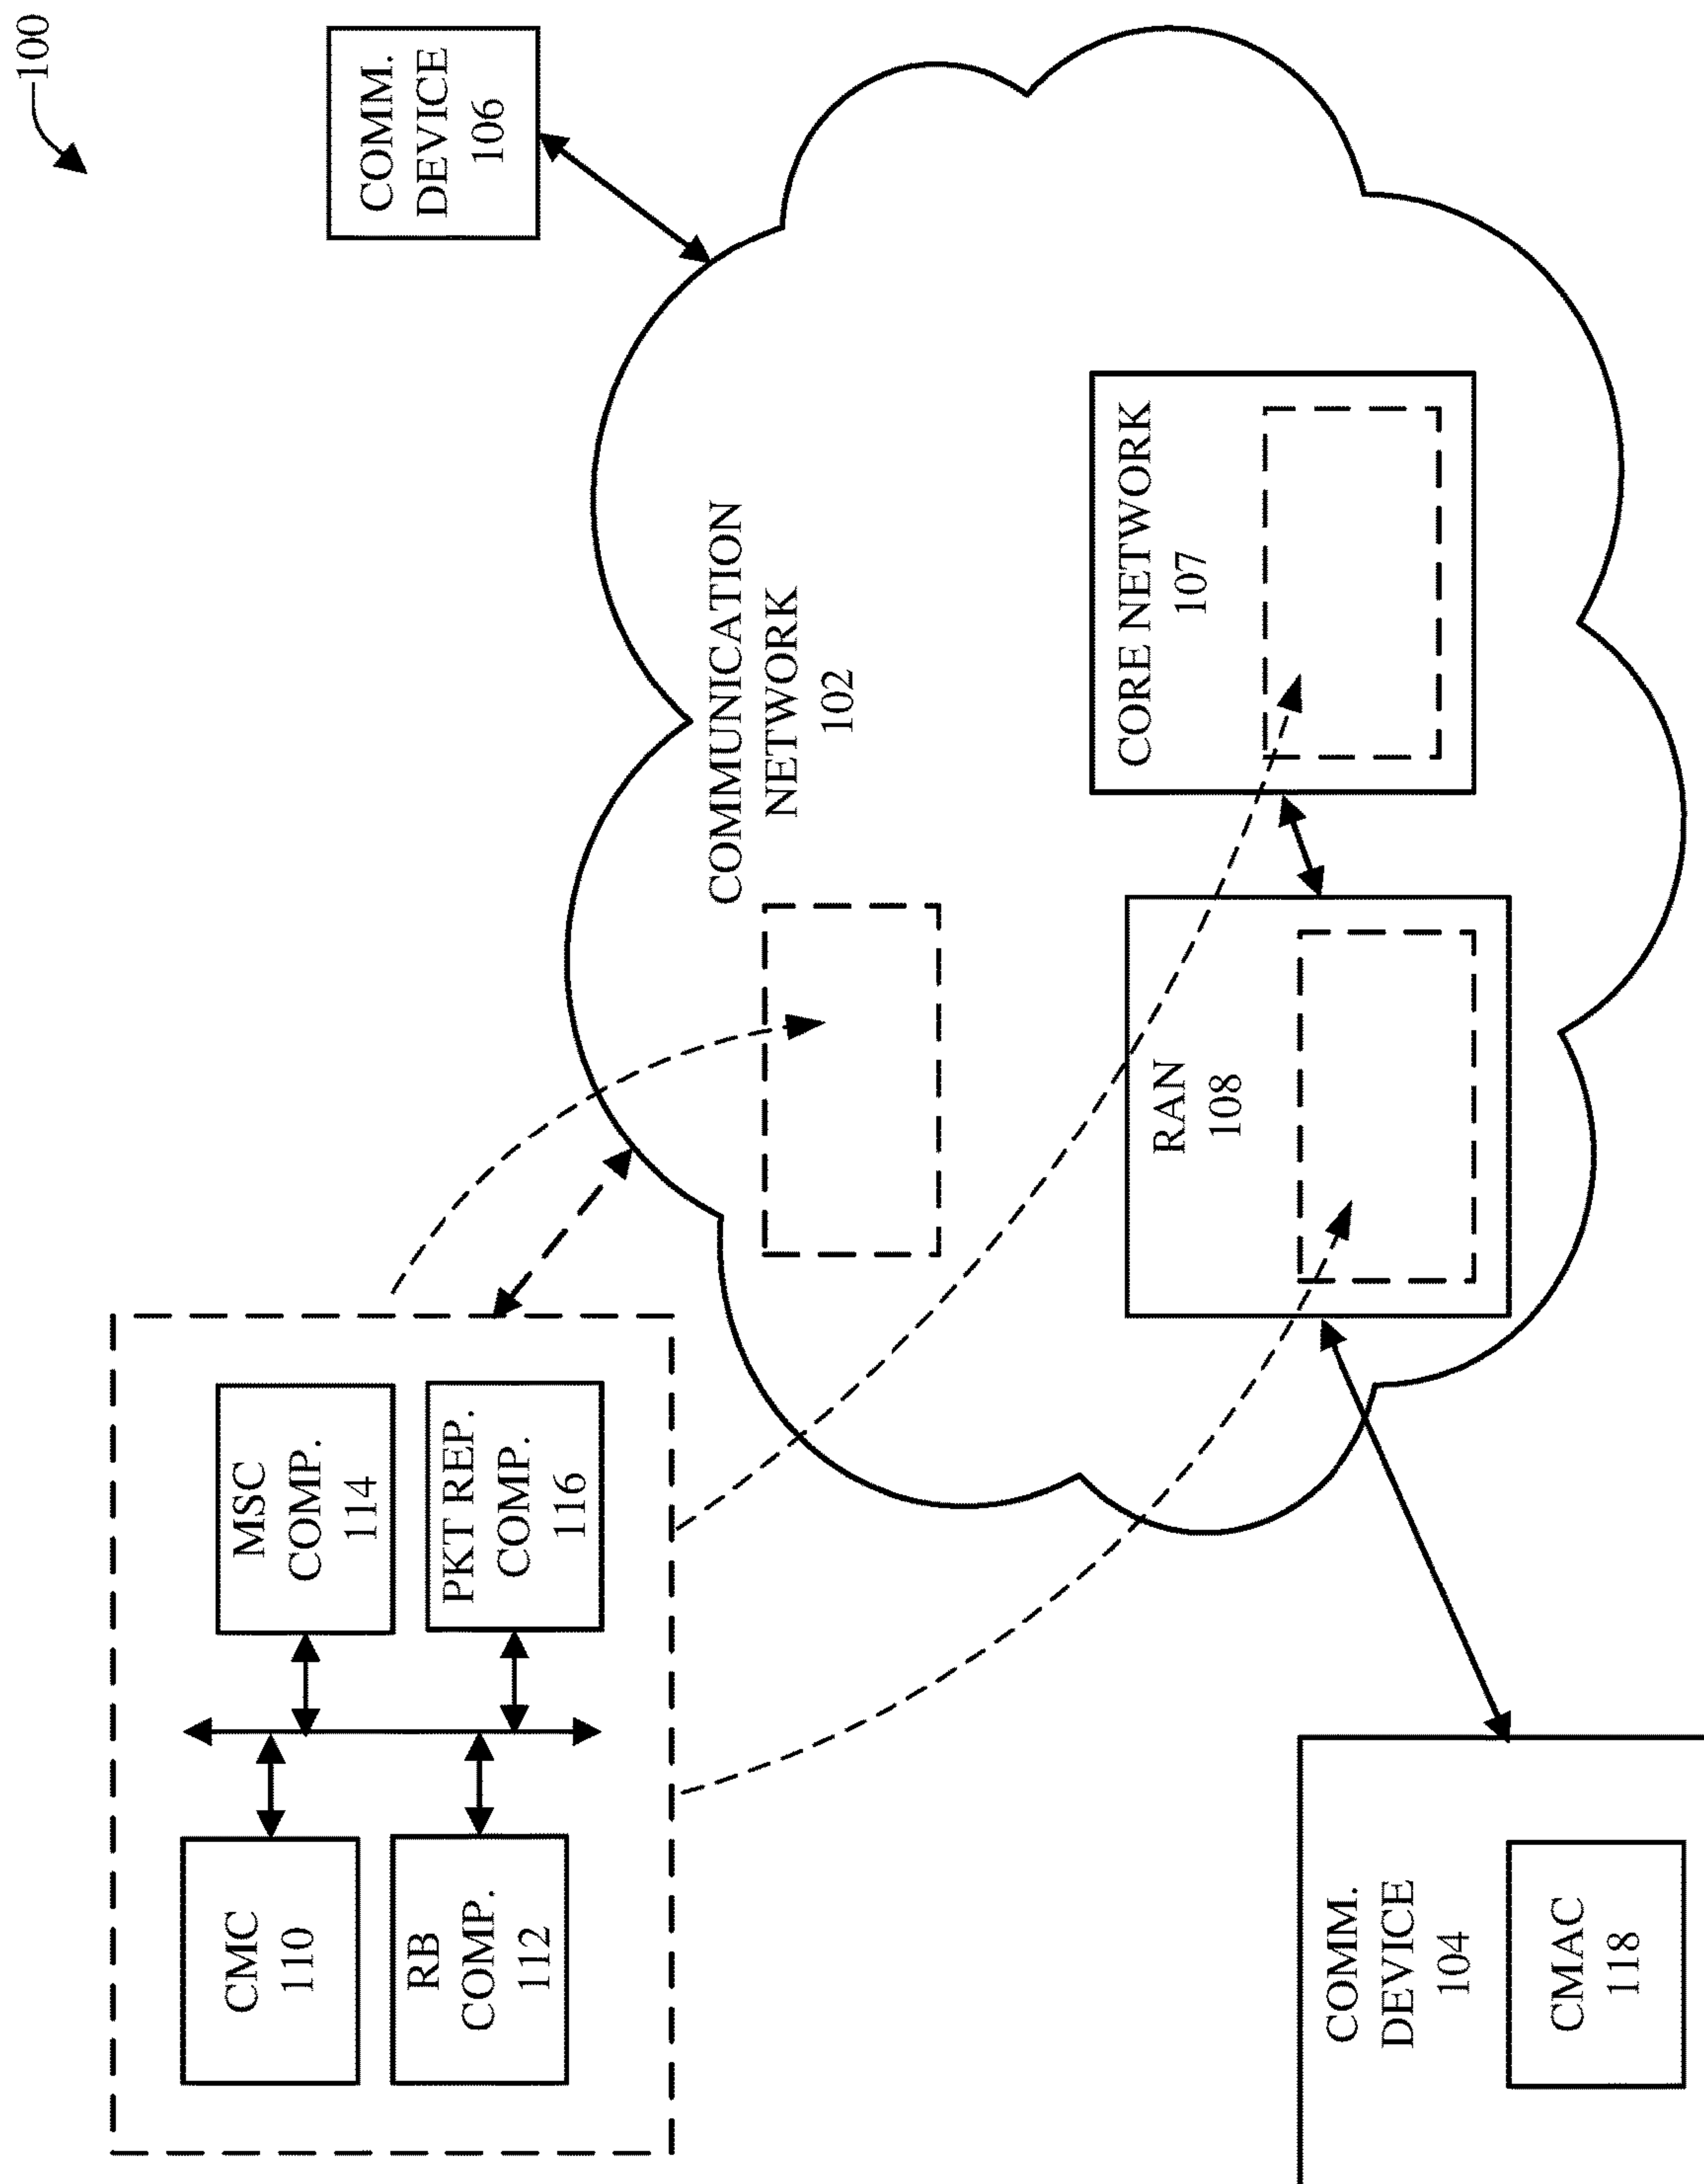 100
CMC
110
MSC
COMP.
114
RB
COMP.
112
PKT REP.
COMP.
116
COMM.
DEVICE
106
COMMUNICATION
NETWORK
102
RAN
108
CORE NETWORK
107
COMM.
DEVICE
104
CMAC
118